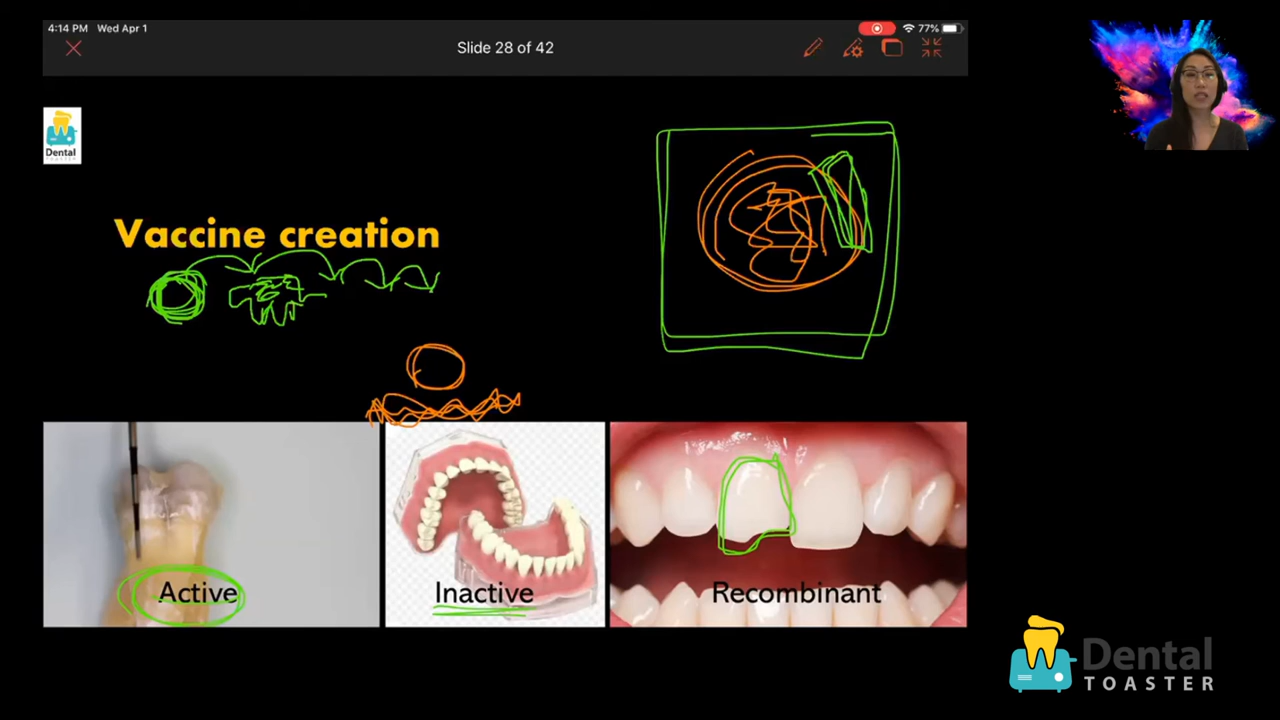 4:14 PM Wed Apr 1
77%
Slide 28 of 42
Dental
TOASTER
Vaccine creation
Active
Inactive
Recombinant
Dental
TOASTER